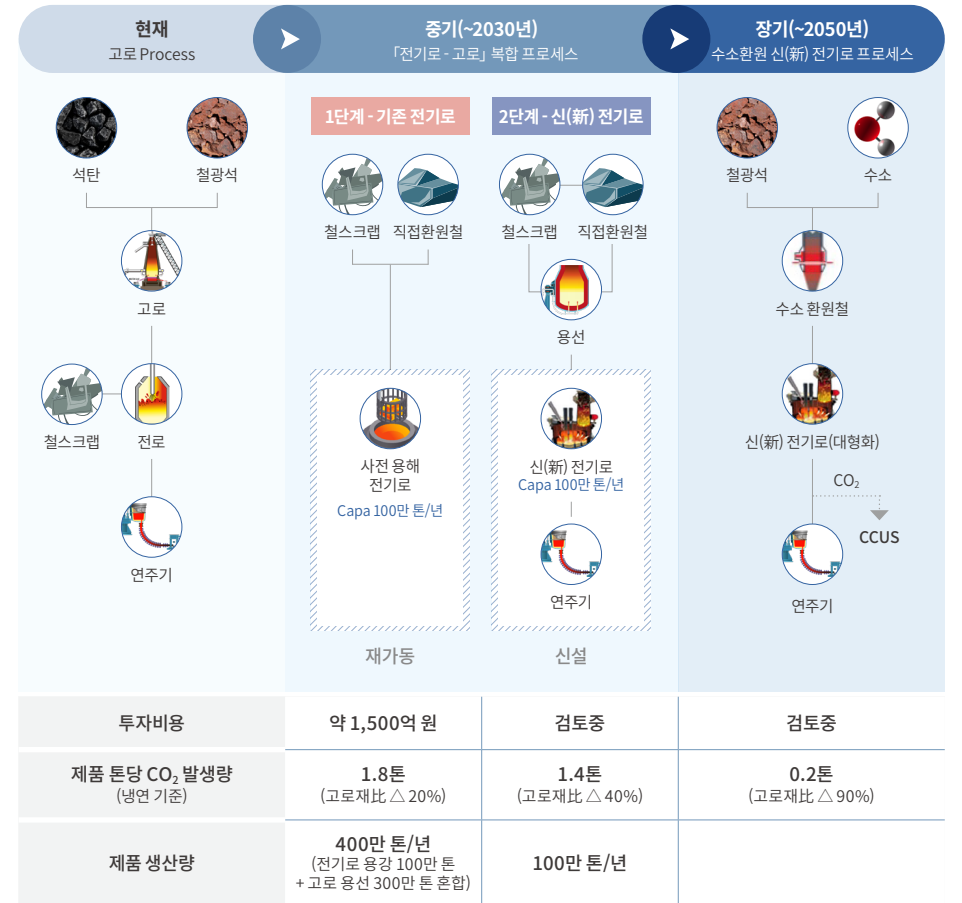 현재
고로 Process
중기(~2030년)
「전기로 - 고로」 복합 프로세스
장기(~2050년)
수소환원 신(新) 전기로 프로세스
석탄
철광석
고로
철스크랩
전로
연주기
1단계 - 기존 전기로
철스크랩
직접환원철
사전 용해
전기로
Capa 100만 톤/년
재가동
2단계 - 신(新) 전기로
철스크랩
직접환원철
용선
신(新) 전기로
Capa 100만 톤/년
연주기
신설
철광석
수소
수소 환원철
신(新) 전기로(대형화)
CO₂
CCUS
연주기
투자비용
약 1,500억 원
검토중
검토중
제품 톤당 CO₂ 발생량
(냉연 기준)
1.8톤
(고로재比 △ 20%)
1.4톤
(고로재比 △ 40%)
0.2톤
(고로재比 △ 90%)
제품 생산량
400만 톤/년
(전기로 용강 100만 톤
+ 고로 용선 300만 톤 혼합)
100만 톤/년